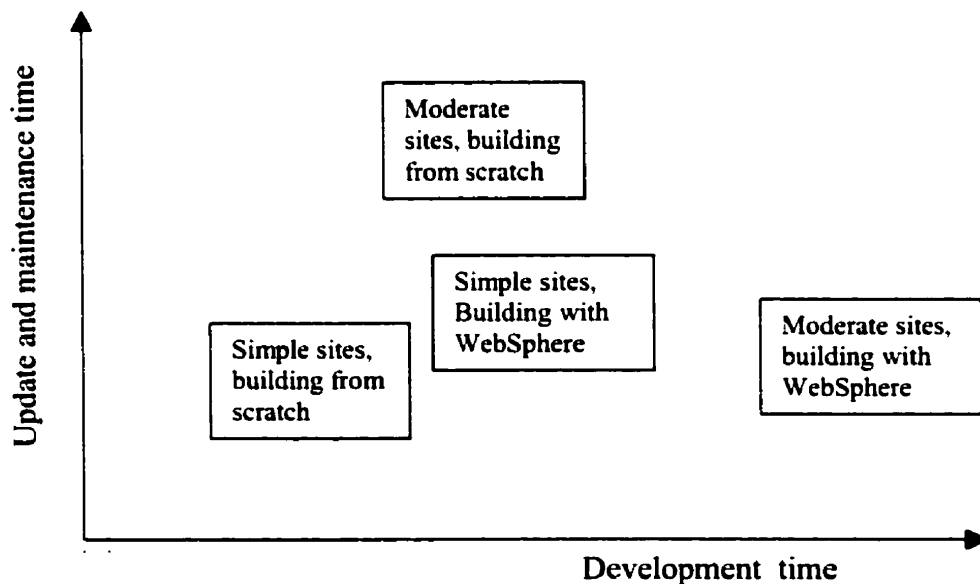 Update and maintenance time
Moderate
sites, building
from scratch
Simple sites,
Building with
WebSphere
Moderate sites,
building with
WebSphere
Simple sites,
building from
scratch
Development time